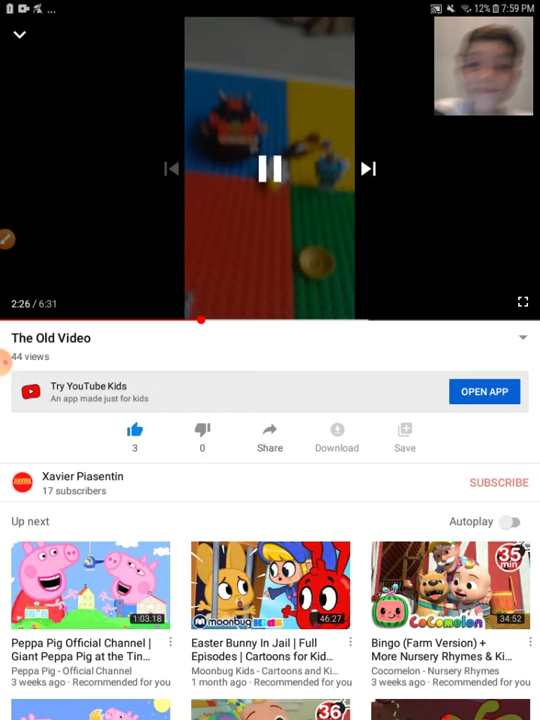 ... 12% 7:59 PM
2:26 / 6:31
The Old Video
44 views
Try YouTube Kids
An app made just for kids
OPEN APP
3 0 Share Download Save
Xavier Piasentin
17 subscribers
SUBSCRIBE
Up next
Autoplay
1:03:18
moonbug kids
46:27
35
min
CoComelon
34:52
Peppa Pig Official Channel |
Giant Peppa Pig at the Tin...
Peppa Pig - Official Channel
3 weeks ago · Recommended for you
Easter Bunny In Jail | Full
Episodes | Cartoons for Kid...
Moonbug Kids - Cartoons and Ki...
1 month ago · Recommended for you
Bingo (Farm Version) +
More Nursery Rhymes & Ki...
Cocomelon - Nursery Rhymes
3 weeks ago · Recommended for you
36